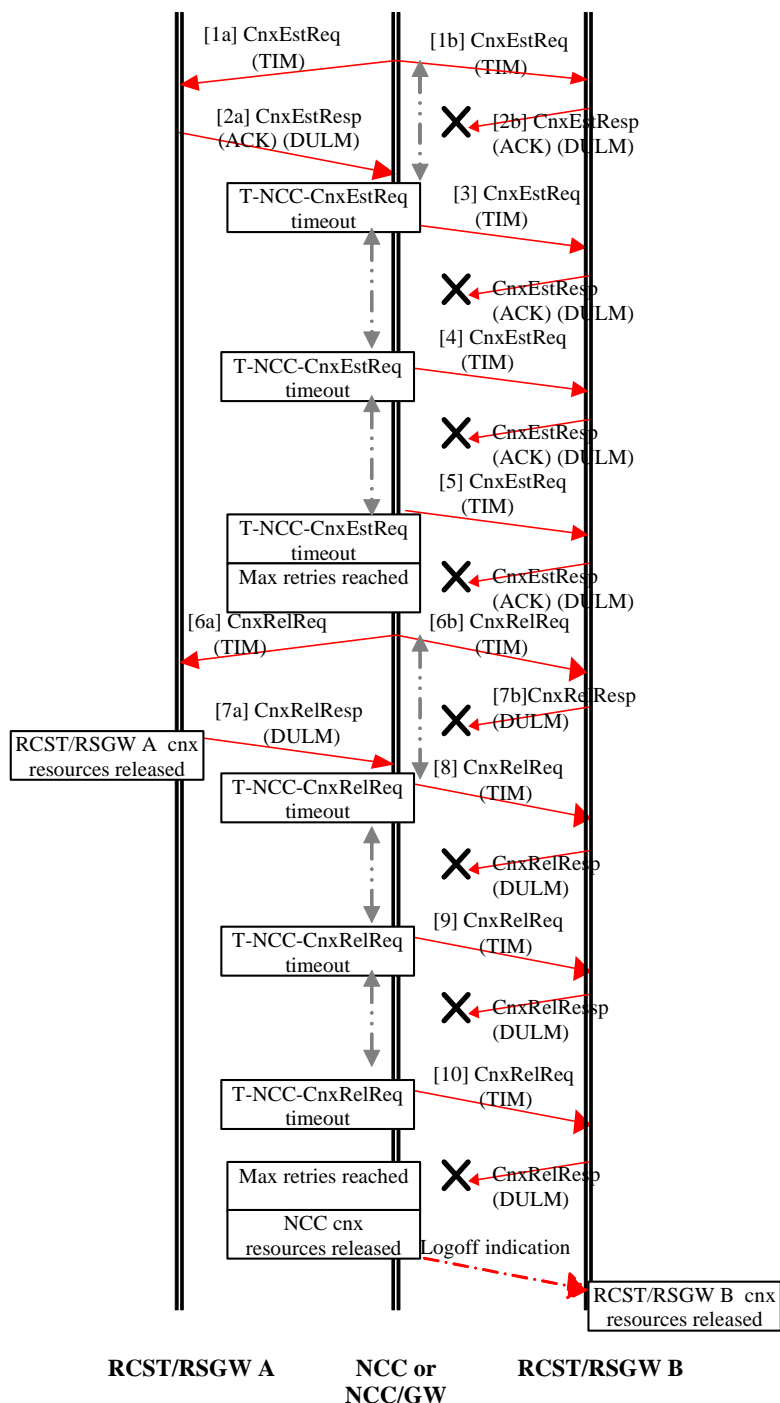 [1a] CnxEstReq
(TIM)
[1b] CnxEstReq
(TIM)
[2a] CnxEstResp
(ACK) (DULM)
[2b] CnxEstResp
(ACK) (DULM)
T-NCC-CnxEstReq
timeout
[3] CnxEstReq
(TIM)
CnxEstResp
(ACK) (DULM)
T-NCC-CnxEstReq
timeout
[4] CnxEstReq
(TIM)
CnxEstResp
(ACK) (DULM)
[5] CnxEstReq
(TIM)
T-NCC-CnxEstReq
timeout
Max retries reached
CnxEstResp
(ACK) (DULM)
[6a] CnxRelReq
(TIM)
[6b] CnxRelReq
(TIM)
[7a] CnxRelResp
(DULM)
[7b]CnxRelResp
(DULM)
RCST/RSGW A cnx
resources released
T-NCC-CnxRelReq
timeout
[8] CnxRelReq
(TIM)
CnxRelResp
(DULM)
T-NCC-CnxRelReq
timeout
[9] CnxRelReq
(TIM)
CnxRelRessp
(DULM)
T-NCC-CnxRelReq
timeout
[10] CnxRelReq
(TIM)
Max retries reached
CnxRelResp
(DULM)
NCC cnx
resources released
Logoff indication
RCST/RSGW B cnx
resources released
RCST/RSGW A
NCC or
NCC/GW
RCST/RSGW B